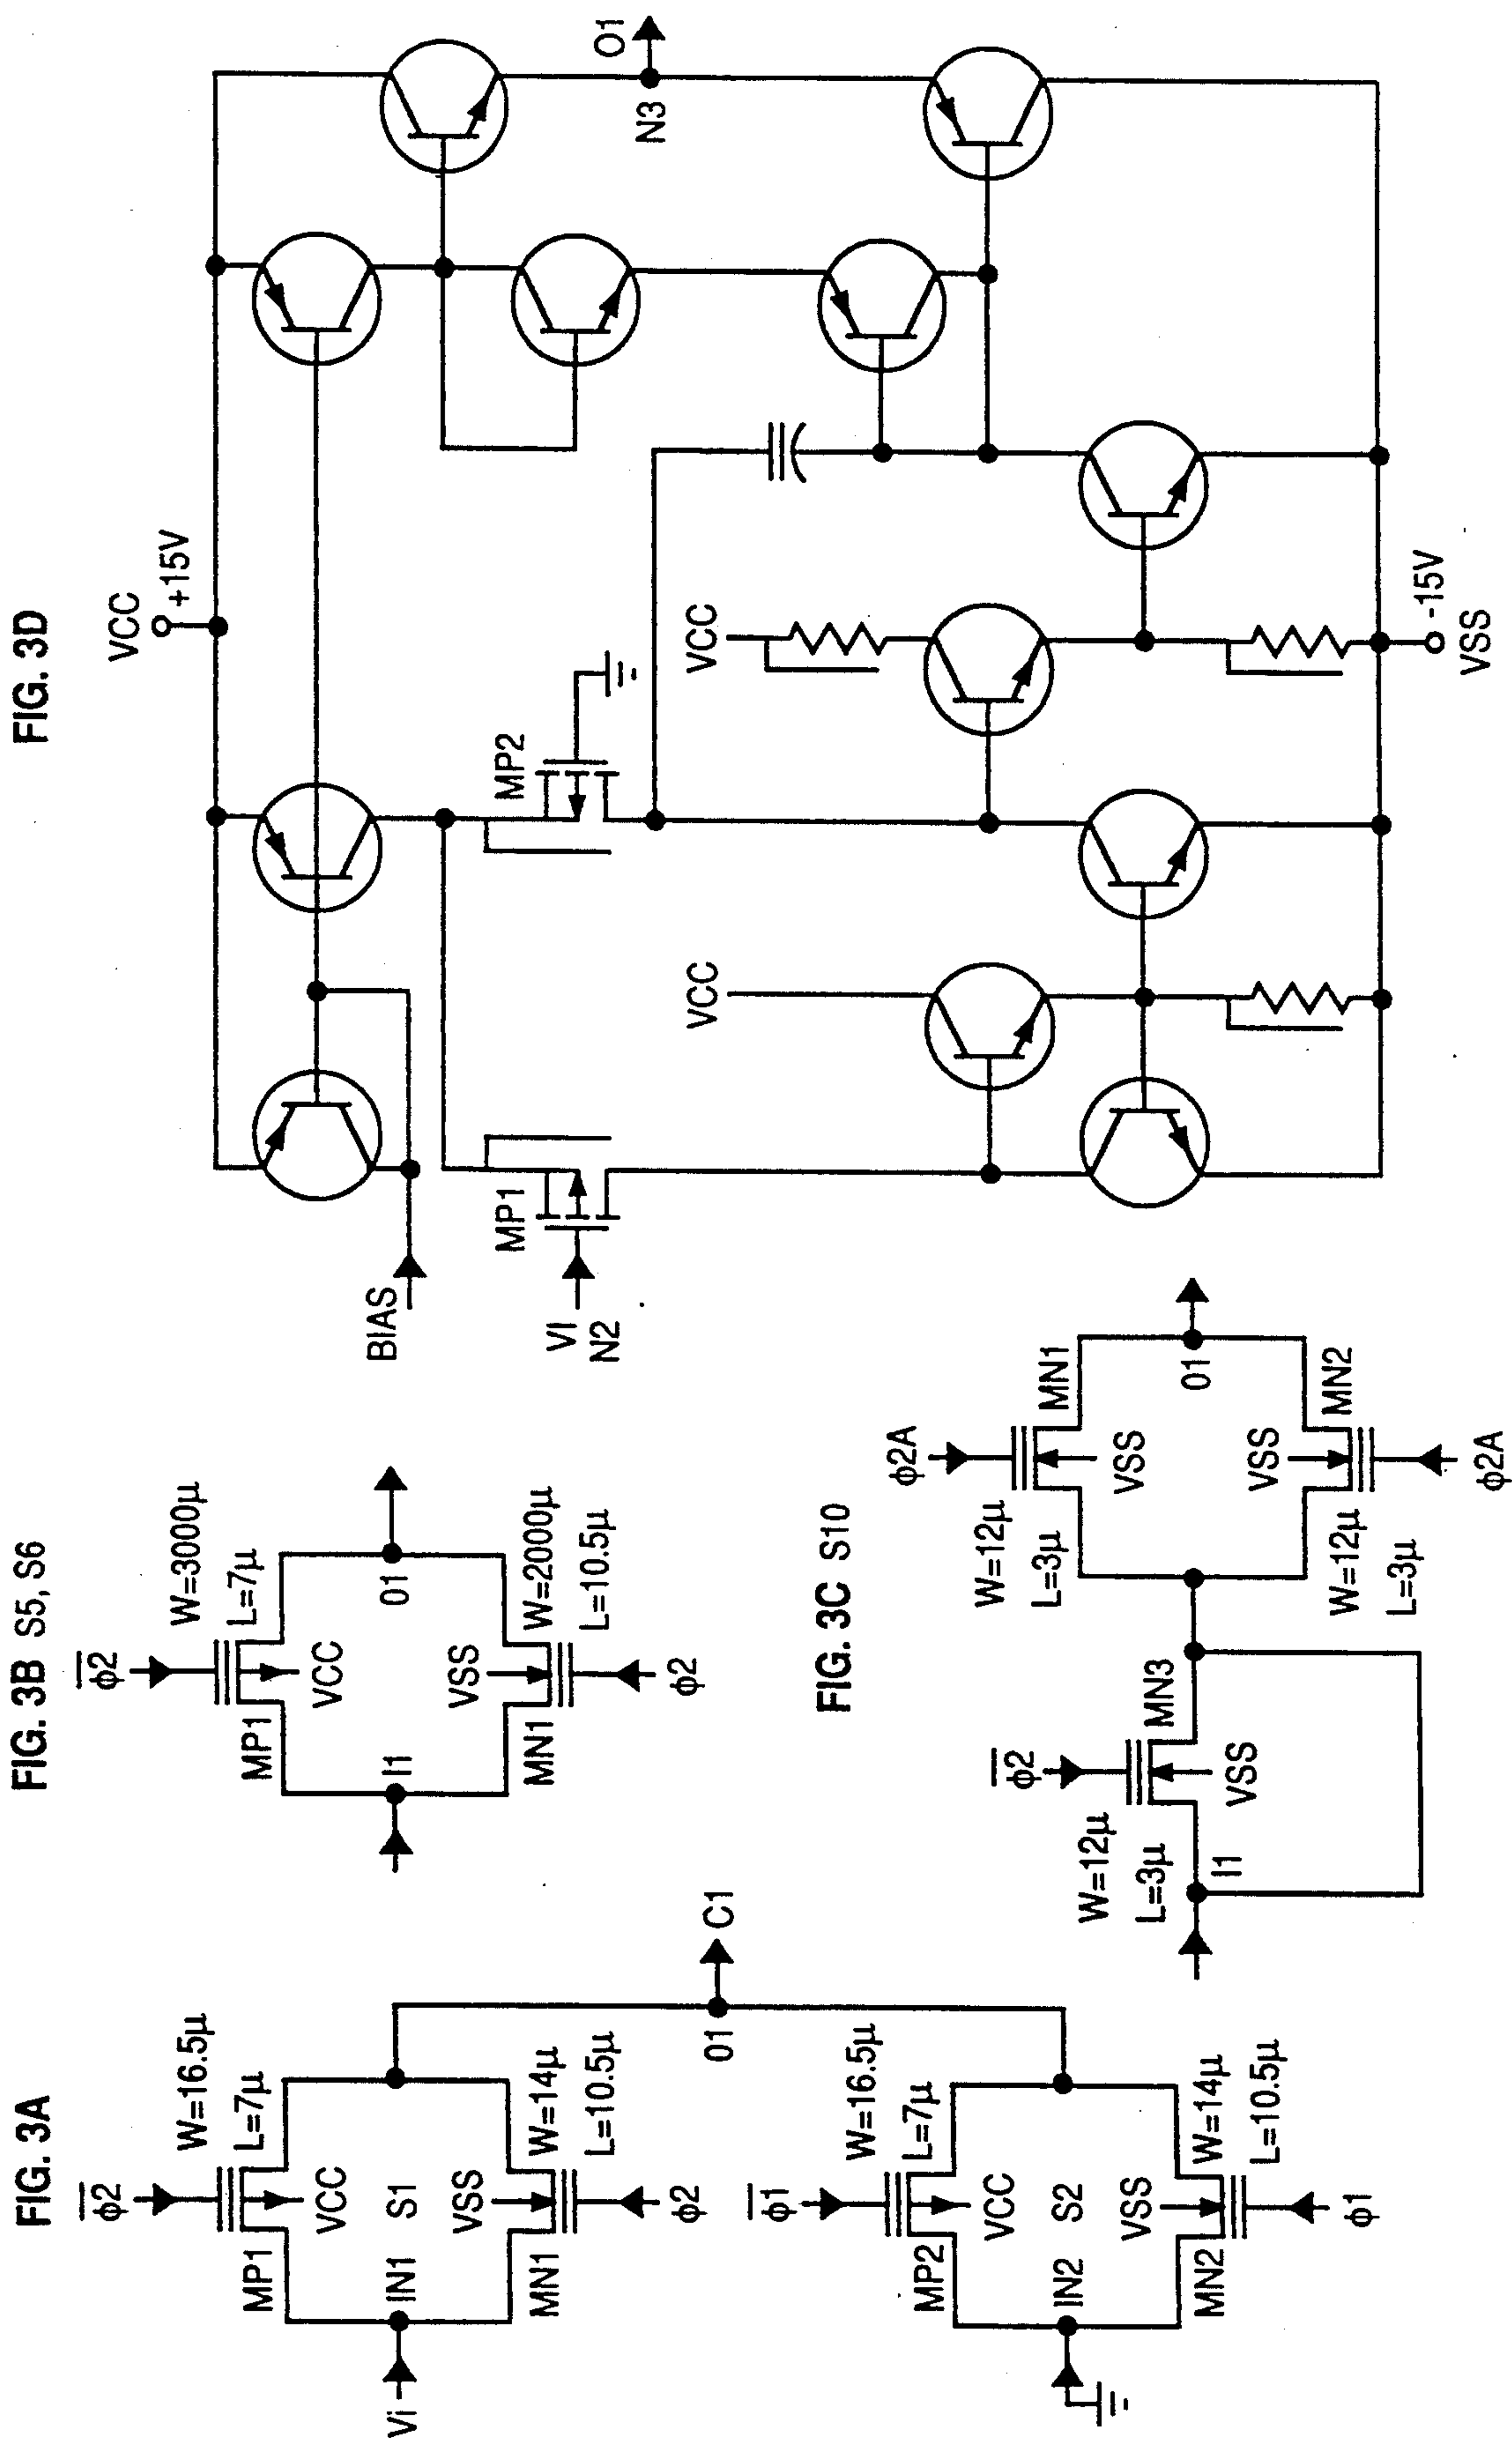 FIG. 3A
φ2
W=16.5μ
L=7μ
MP1
VCC
Vi
IN1
S1
VSS
MN1
W=14μ
L=10.5μ
φ2
01
C1
φ1
W=16.5μ
L=7μ
MP2
VCC
IN2
S2
VSS
MN2
W=14μ
L=10.5μ
φ1
FIG. 3B S5, S6
φ2
W=3000μ
L=7μ
MP1
VCC
I1
01
VSS
MN1
W=2000μ
L=10.5μ
φ2
FIG. 3C S10
φ2
W=12μ
L=3μ
MN3
VSS
I1
φ2A
W=12μ
L=3μ
MN1
VSS
01
VSS
W=12μ
L=3μ
MN2
φ2A
FIG. 3D
VCC
+15V
BIAS
VI
N2
MP1
MP2
VCC
VCC
N3
O1
-15V
VSS